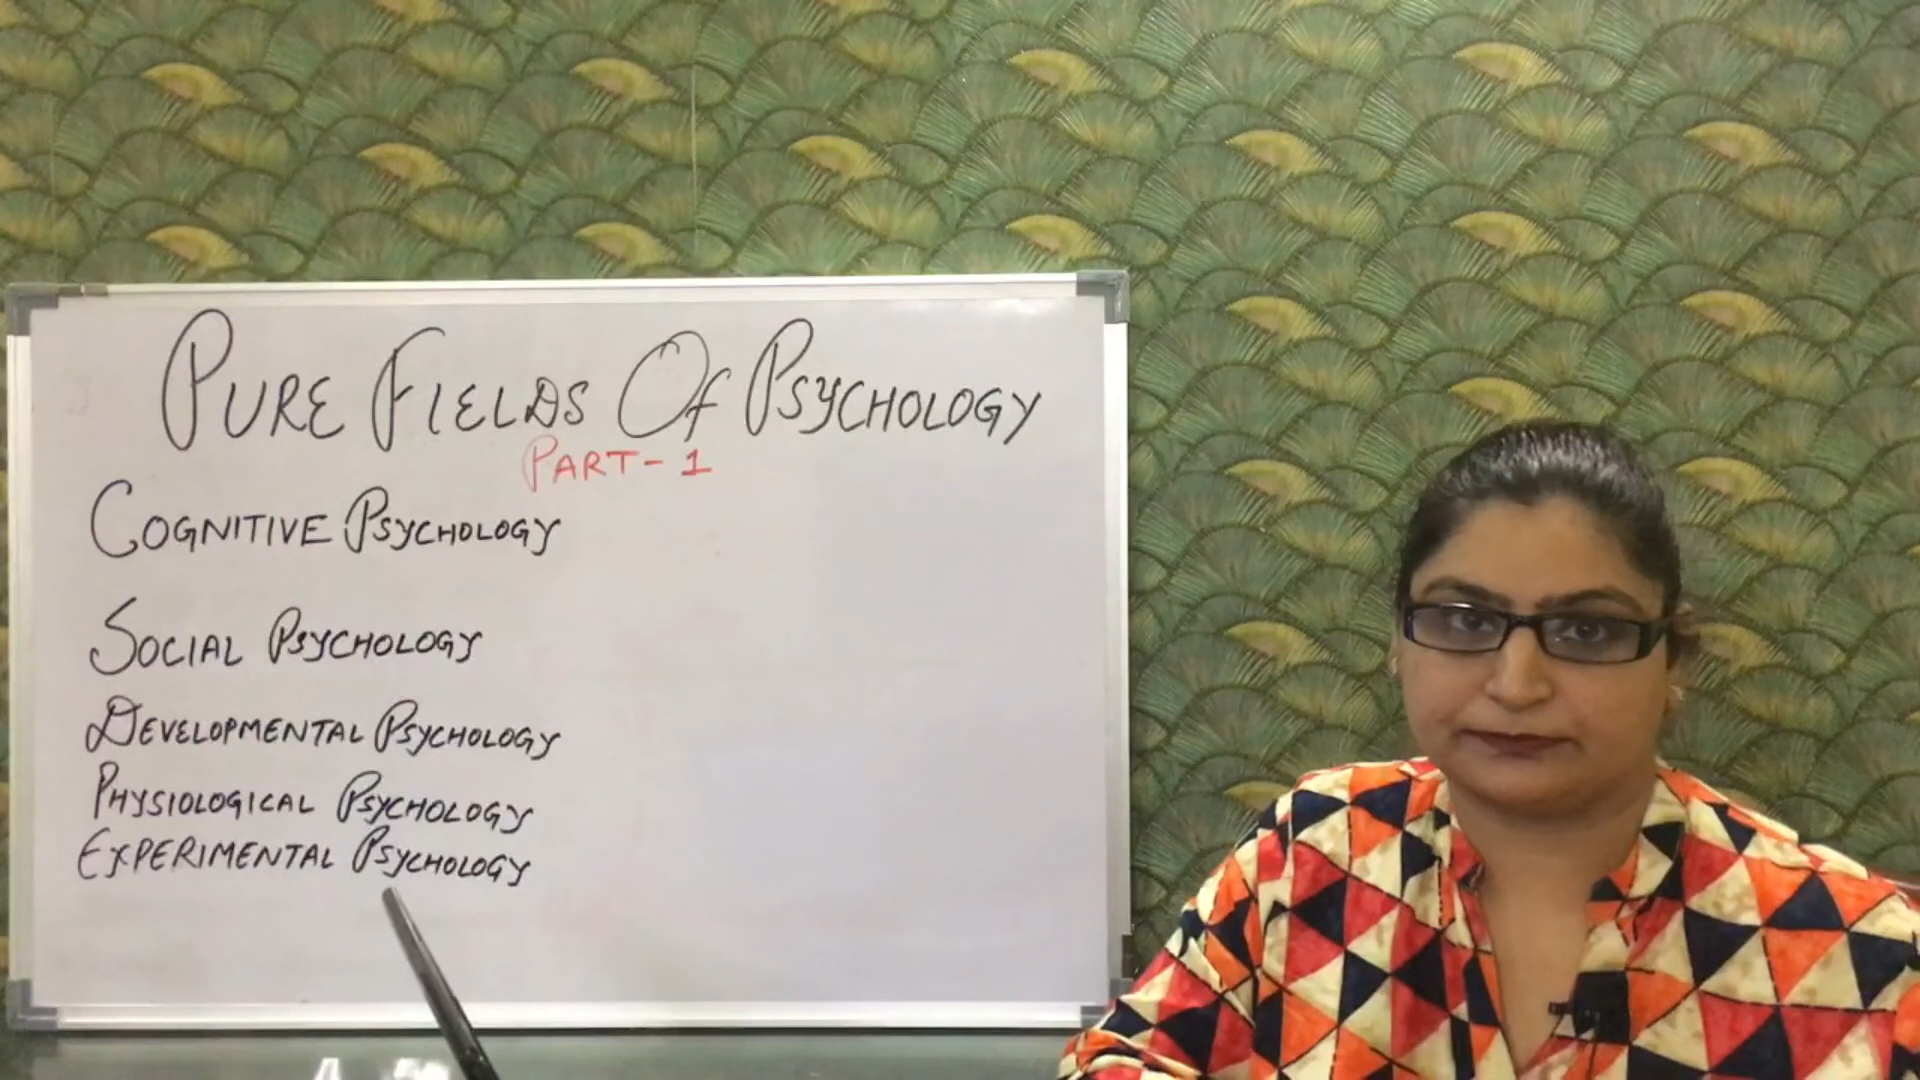 PURE FIELDS OF PSYCHOLOGY
PART-1
COGNITIVE PSYCHOLOGY
SOCIAL PSYCHOLOGY
DEVELOPMENTAL PSYCHOLOGY
PHYSIOLOGICAL PSYCHOLOGY
EXPERIMENTAL PSYCHOLOGY